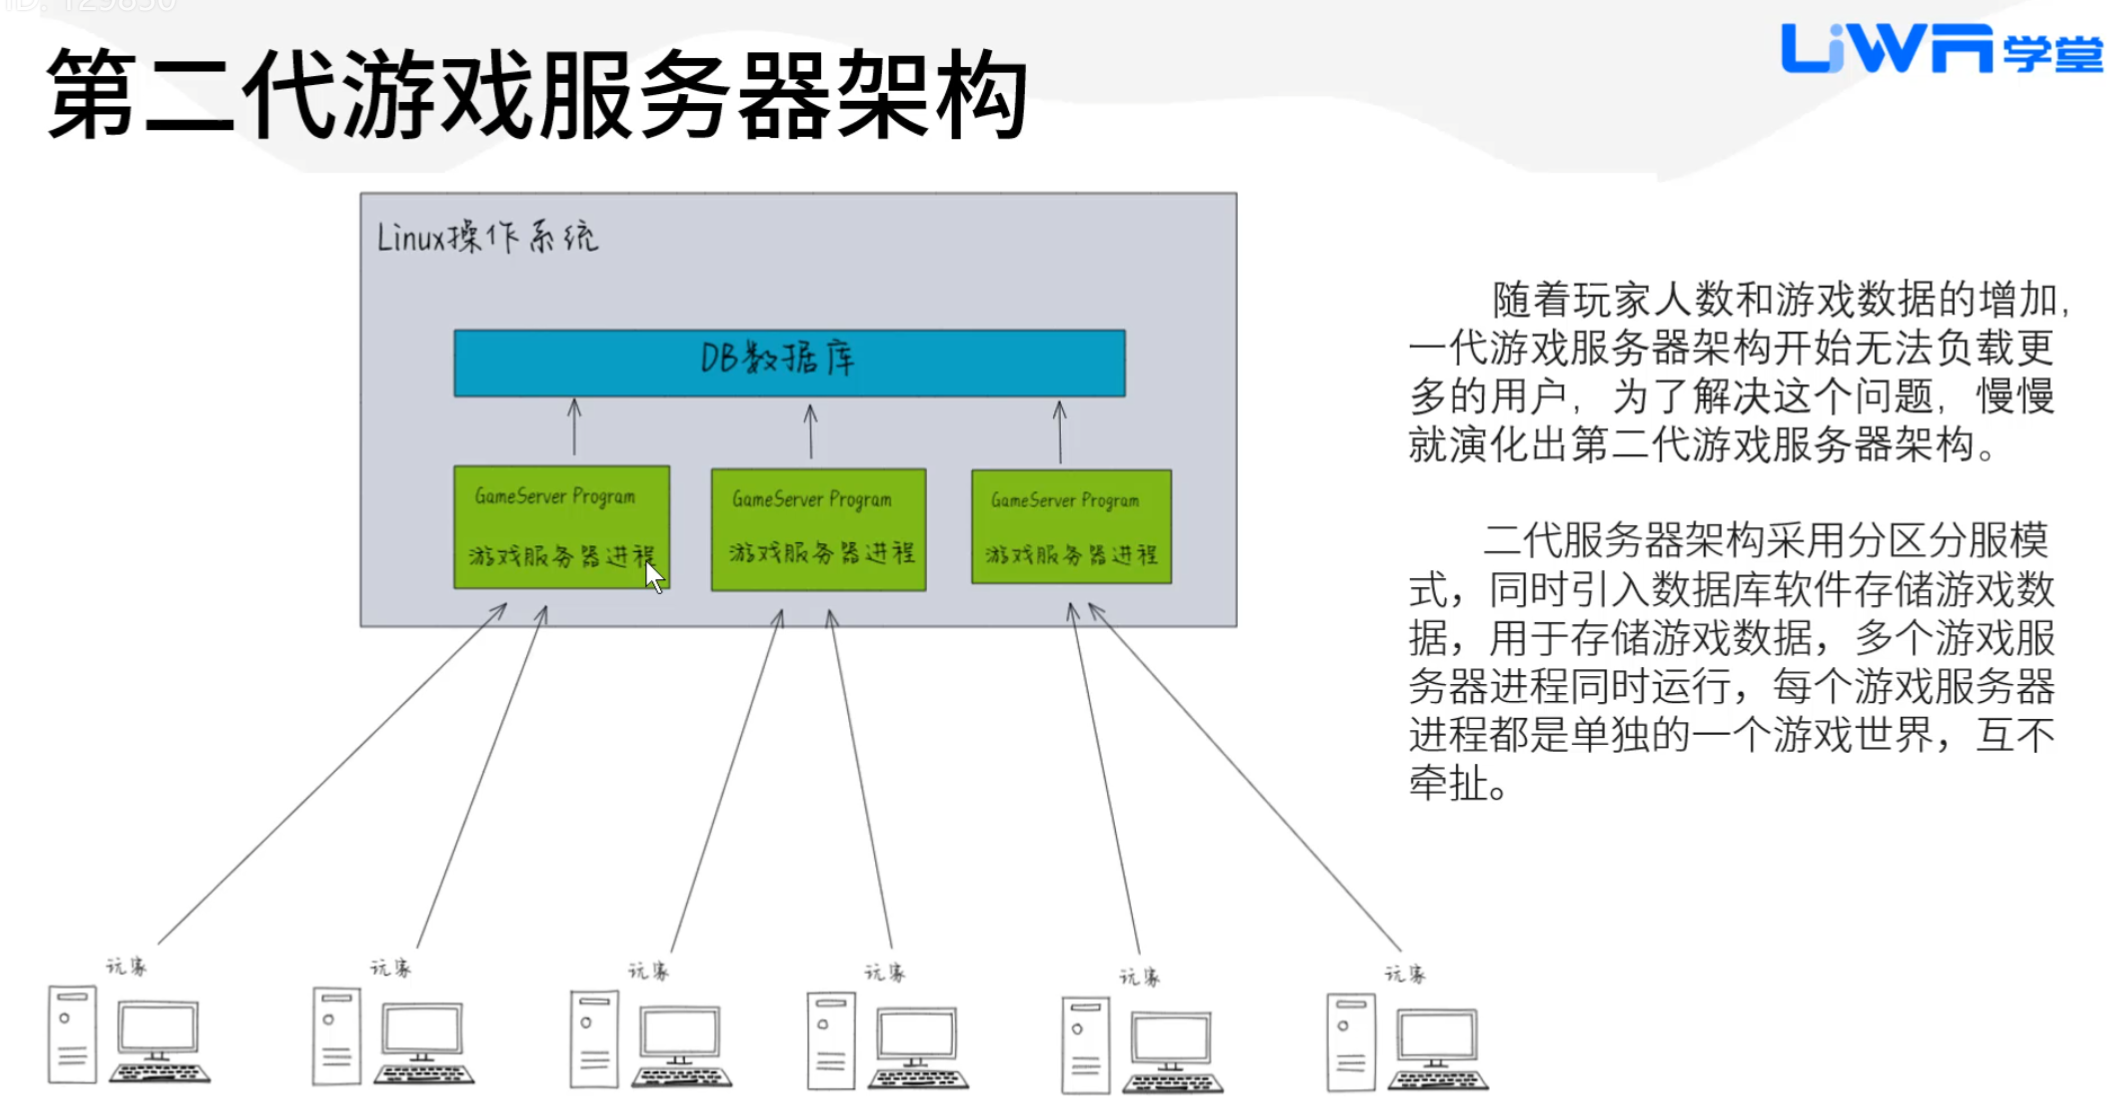 第二代游戏服务器架构
LiWA学堂
Linux操作系统
DB数据库
GameServer Program
游戏服务器进程
GameServer Program
游戏服务器进程
GameServer Program
游戏服务器进程
玩家
玩家
玩家
玩家
玩家
玩家
随着玩家人数和游戏数据的增加,
一代游戏服务器架构开始无法负载更
多的用户,为了解决这个问题,慢慢
就演化出第二代游戏服务器架构。
二代服务器架构采用分区分服模
式，同时引入数据库软件存储游戏数
据，用于存储游戏数据，多个游戏服
务器进程同时运行，每个游戏服务器
进程都是单独的一个游戏世界，互不
牵扯。